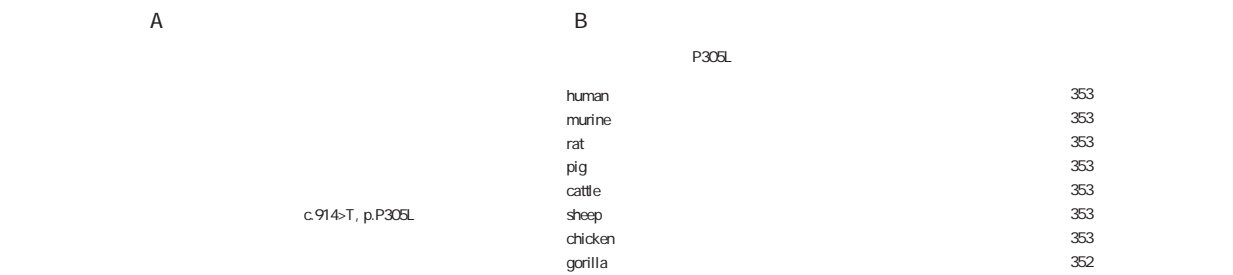 A B
P305L
human 353
murine 353
rat 353
pig 353
cattle 353
c.914>T, p.P305L sheep 353
chicken 353
gorilla 352